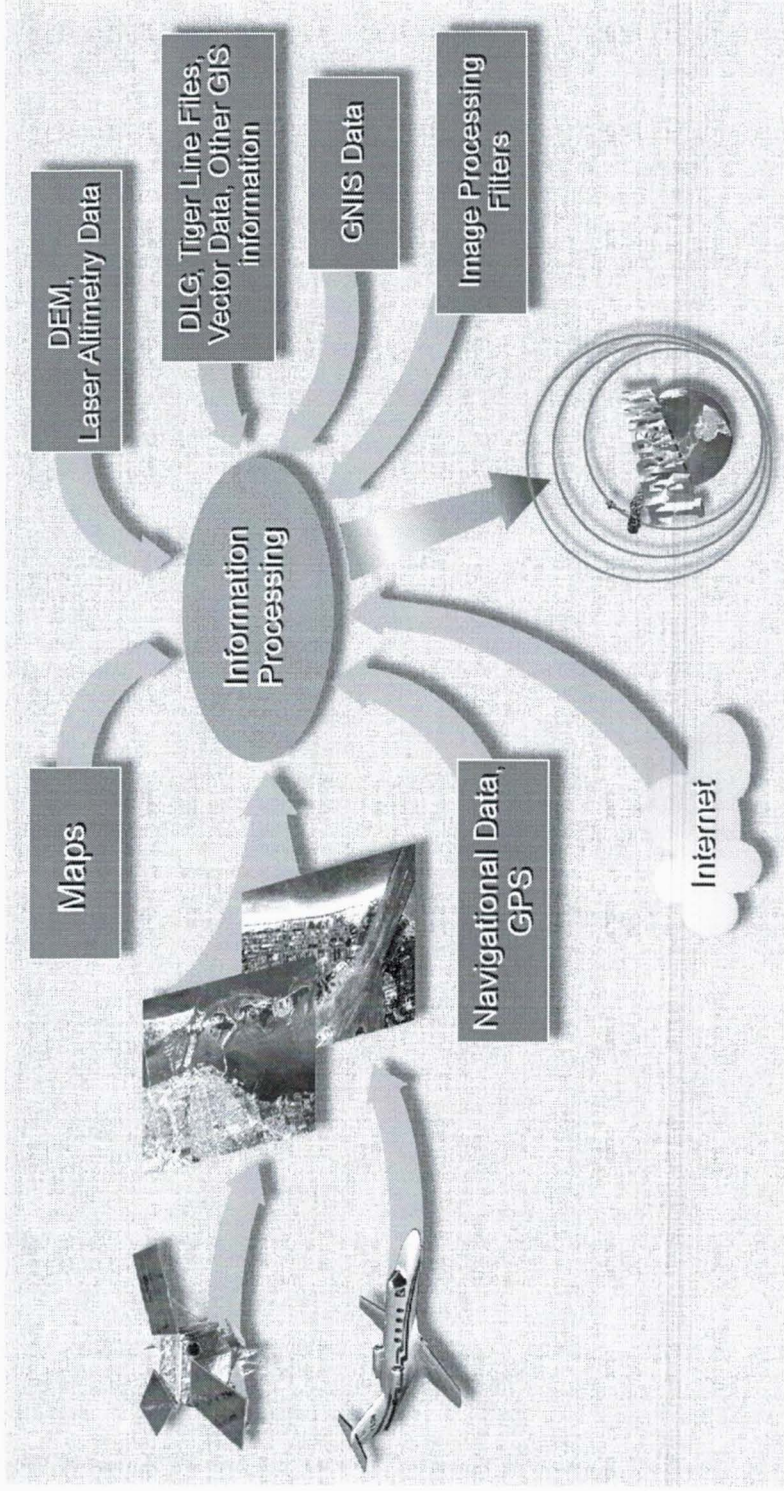 Maps
DEM,
Laser Altimetry Data
DLG, Tiger Line Files,
Vector Data, Other GIS
information
GNIS Data
Image Processing
Filters
Information
Processing
Navigational Data,
GPS
Internet